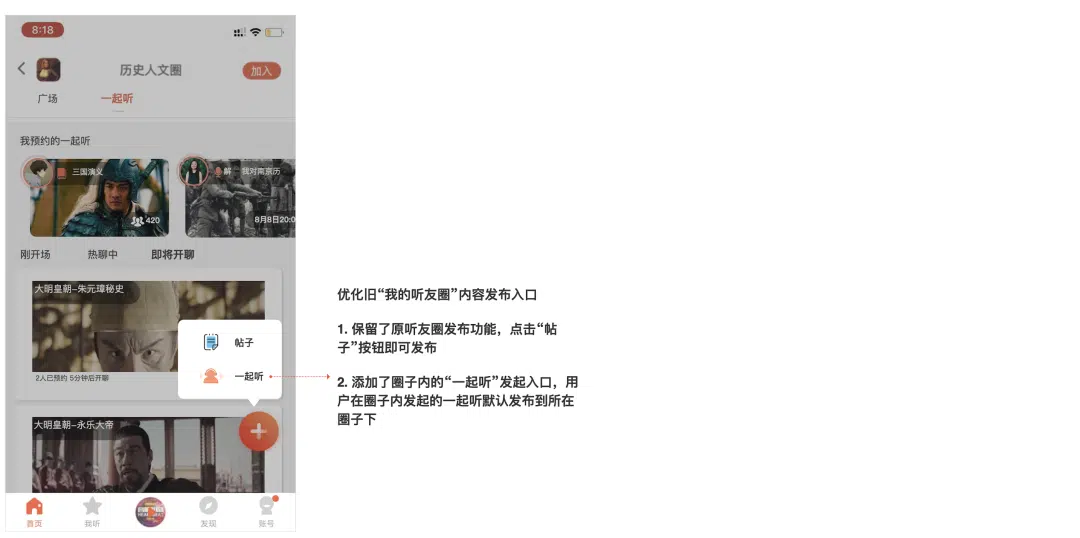 8:18
历史人文圈
加入
广场
一起听
我预约的一起听
三国演义
420
解 我对南京历
8月8日20:0
刚开场
热聊中
即将开聊
大明皇朝-朱元璋秘史
2人已预约 5分钟后开聊
帖子
一起听
大明皇朝-永乐大帝
首页
我听
发现
账号
优化旧“我的听友圈”内容发布入口
1. 保留了原听友圈发布功能，点击“帖
子”按钮即可发布
2. 添加了圈子内的“一起听”发起入口，用
户在圈子内发起的一起听默认发布到所在
圈子下